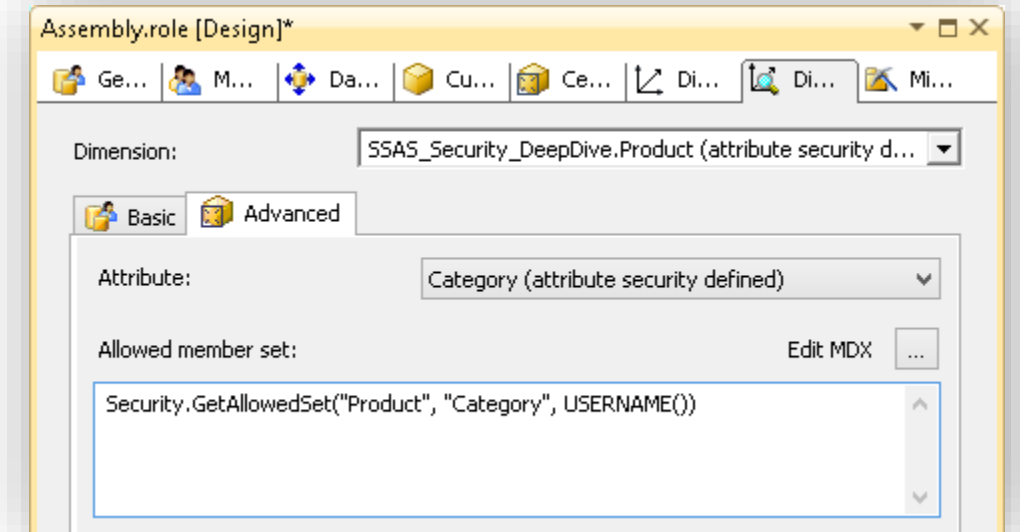 Assembly.role [Design]*
Ge... M... Da... Cu... Ce... Di... Di... Mi...
Dimension: SSAS_Security_DeepDive.Product (attribute security d...
Basic Advanced
Attribute: Category (attribute security defined)
Allowed member set: Edit MDX ...
Security.GetAllowedSet("Product", "Category", USERNAME())